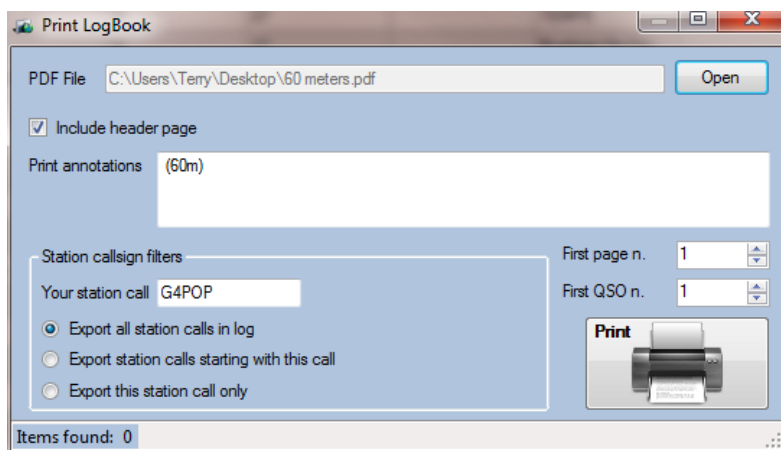 Print LogBook
PDF File C:\Users\Terry\Desktop\60 meters.pdf Open
Include header page
Print annotations (60m)
Station callsign filters
First page n. 1
Your station call G4POP
First QSO n. 1
Export all station calls in log
Print
Export station calls starting with this call
Export this station call only
Items found: 0